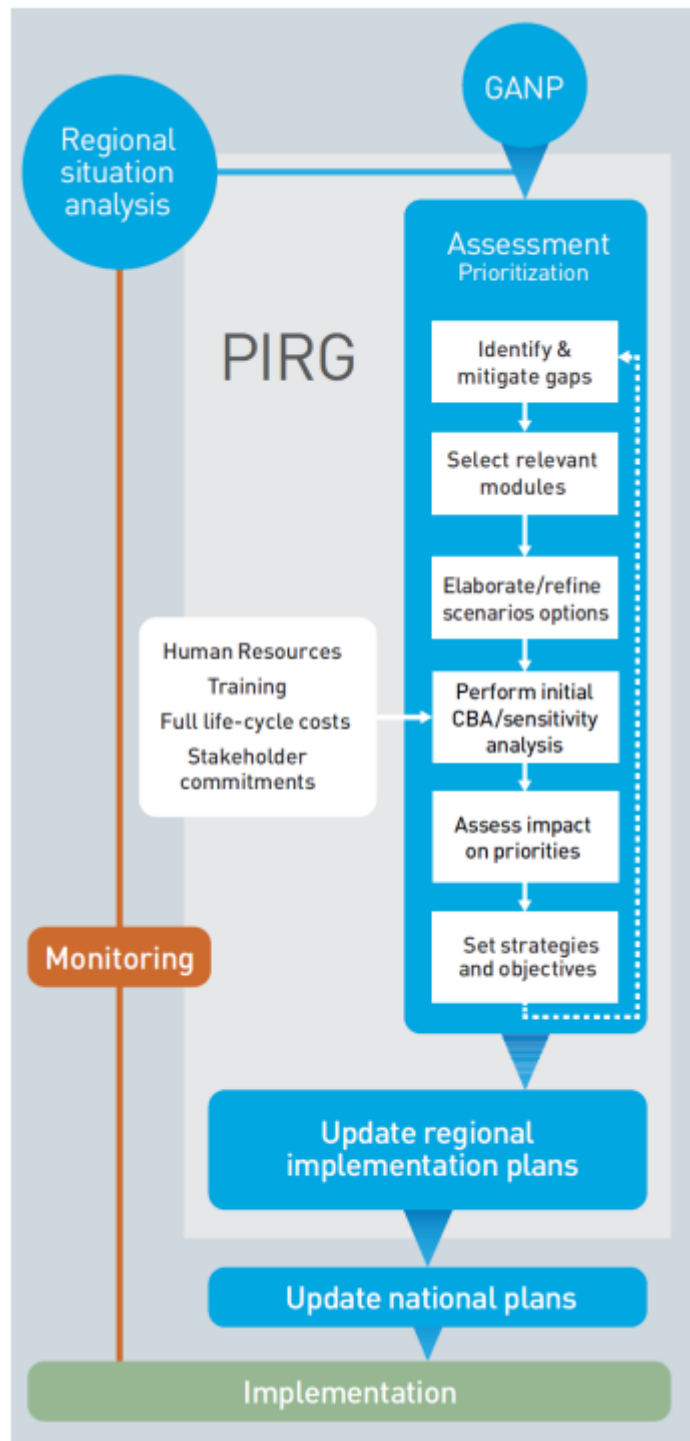 GANP
Regional
situation
analysis
Assessment
Prioritization
PIRG
Identify &
mitigate gaps
Select relevant
modules
Elaborate/refine
scenarios options
Human Resources
Training
Full life-cycle costs
Stakeholder
commitments
Perform initial
CBA/sensitivity
analysis
Assess impact
on priorities
Set strategies
and objectives
Monitoring
Update regional
implementation plans
Update national plans
Implementation